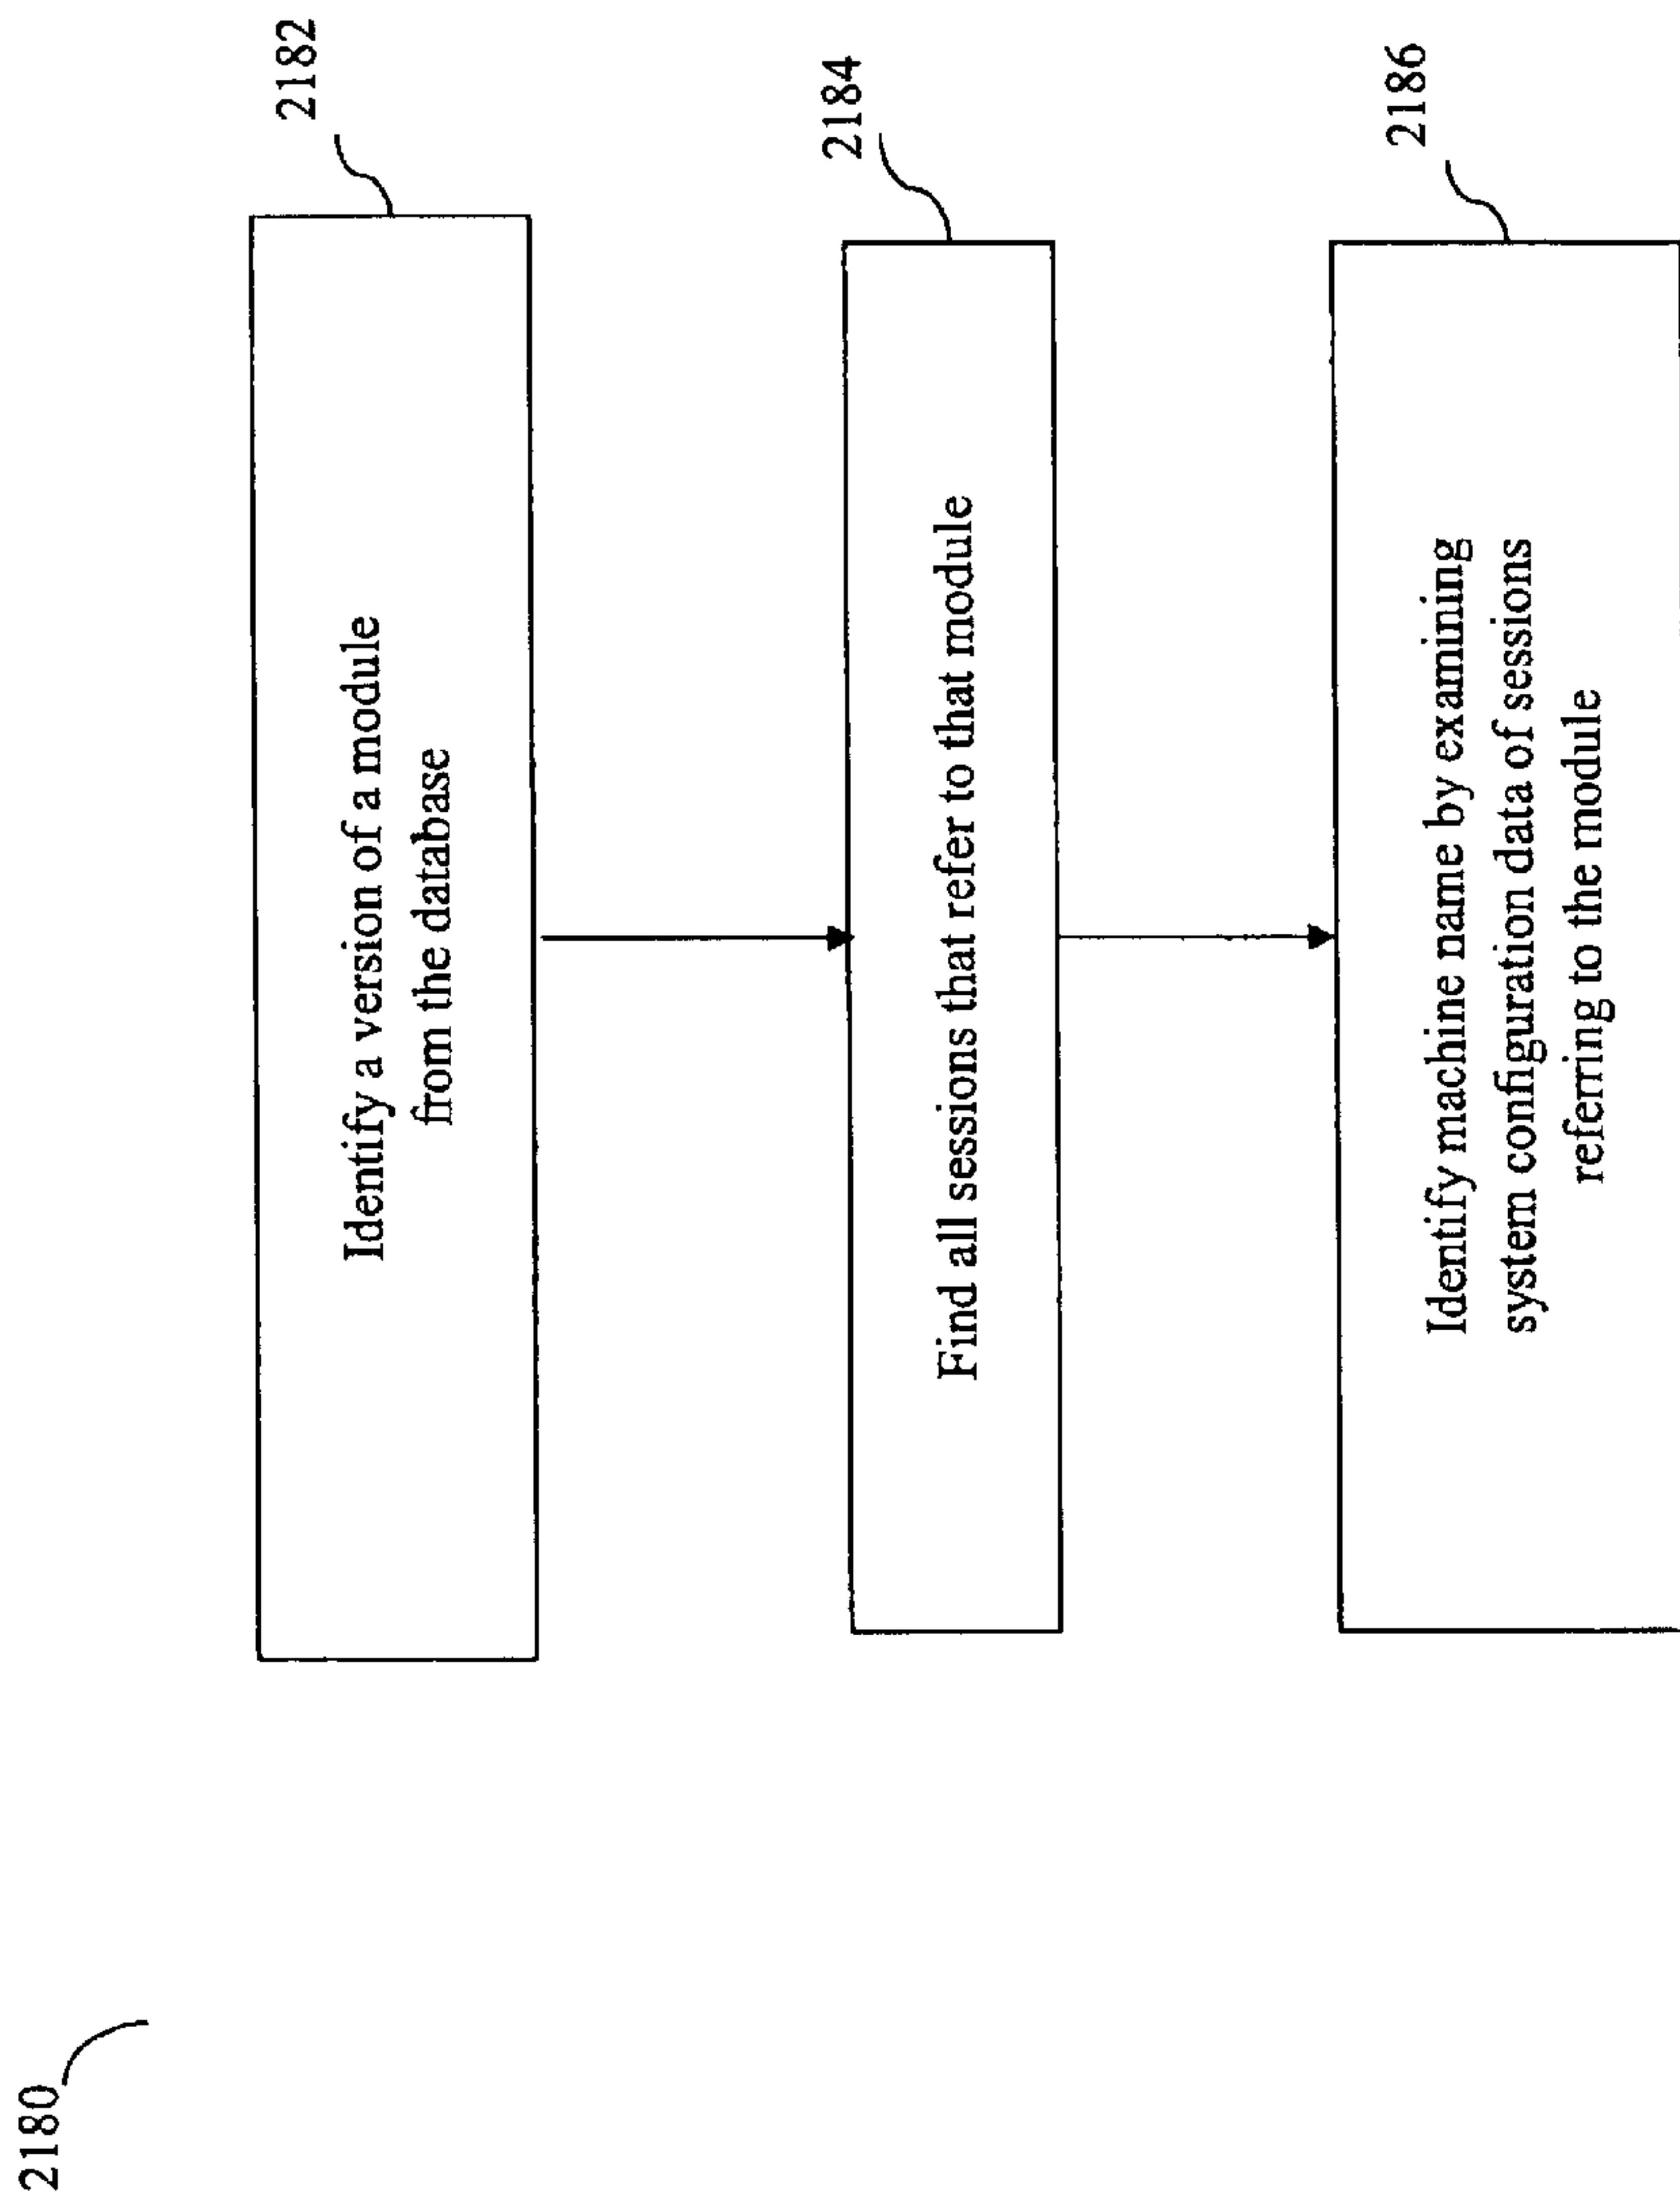 2180
2182
Identify a version of a module
from the database
2184
Find all sessions that refer to that module
2186
Identify machine name by examining
system configuration data of sessions
referring to the module